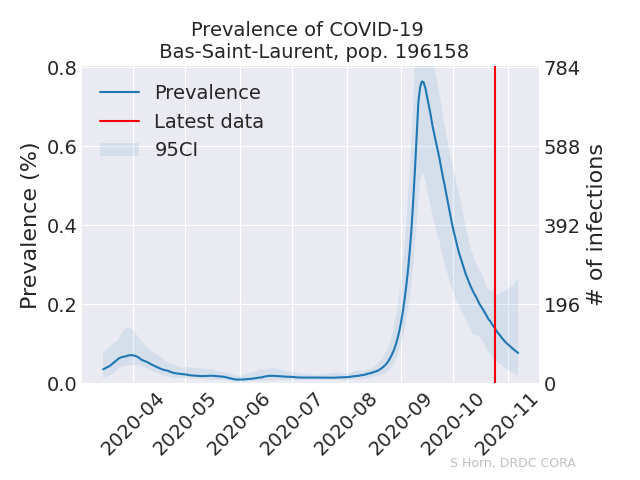 Prevalence of COVID-19
Bas-Saint-Laurent, pop. 196158
Prevalence (%)
0.8
0.6
0.4
0.2
0.0
Prevalence
Latest data
95CI
784
588
392
196
0
# of infections
2020-04
2020-05
2020-06
2020-07
2020-08
2020-09
2020-10
2020-11
S Horn, DRDC CORA